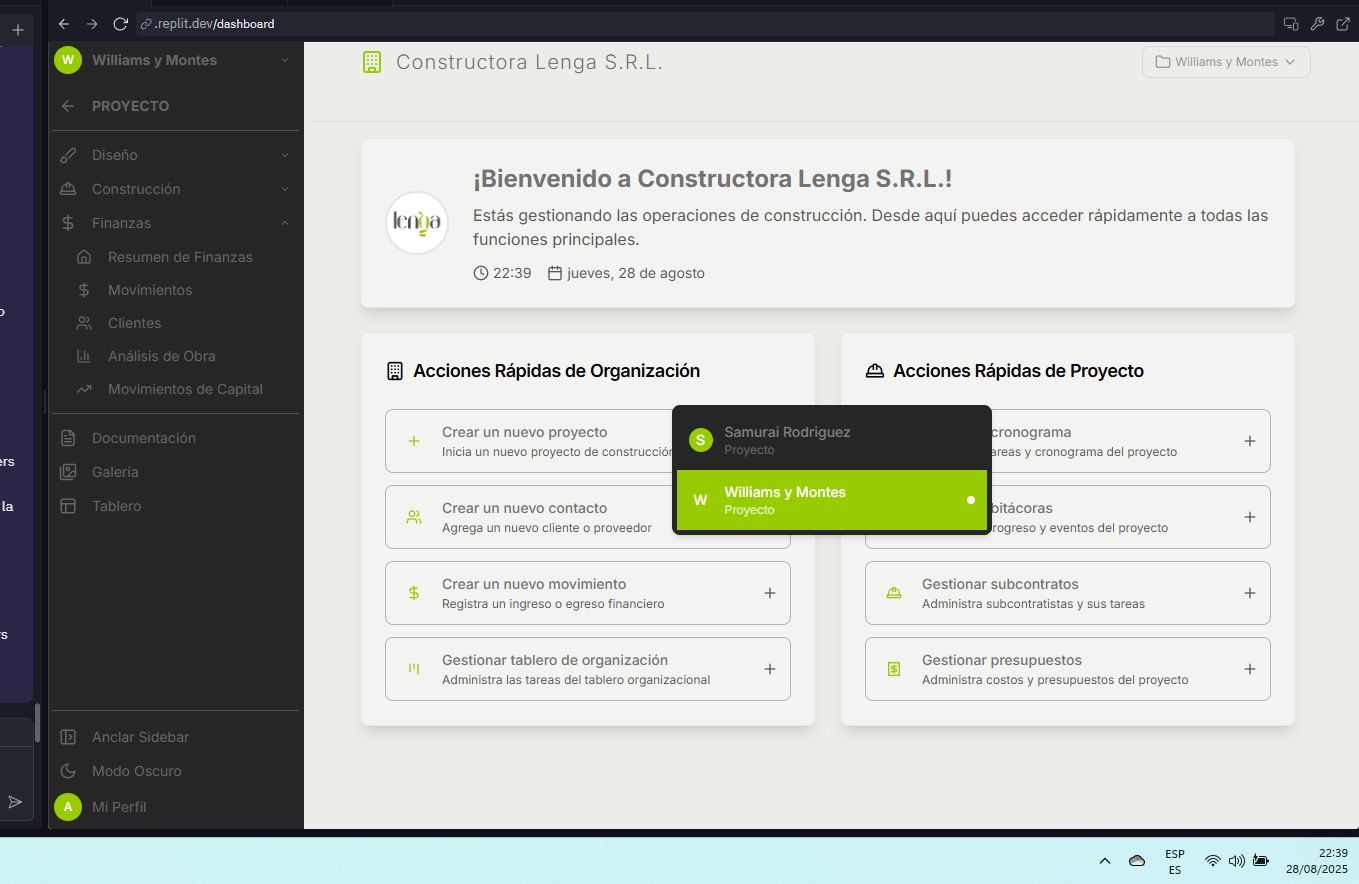 .replit.dev/dashboard
W Williams y Montes
PROYECTO
Diseño
Construcción
Finanzas
Resumen de Finanzas
Movimientos
Clientes
Análisis de Obra
Movimientos de Capital
Documentación
Galería
Tablero
Anclar Sidebar
Modo Oscuro
A Mi Perfil
o
ers
la
rs
Constructora Lenga S.R.L.
Williams y Montes
lenga
¡Bienvenido a Constructora Lenga S.R.L.!
Estás gestionando las operaciones de construcción. Desde aquí puedes acceder rápidamente a todas las
funciones principales.
22:39 jueves, 28 de agosto
Acciones Rápidas de Organización
Crear un nuevo proyecto
Inicia un nuevo proyecto de construcción
Crear un nuevo contacto
Agrega un nuevo cliente o proveedor
Crear un nuevo movimiento
Registra un ingreso o egreso financiero
Gestionar tablero de organización
Administra las tareas del tablero organizacional
Acciones Rápidas de Proyecto
cronograma
areas y cronograma del proyecto
bitácoras
rogreso y eventos del proyecto
Gestionar subcontratos
Administra subcontratistas y sus tareas
Gestionar presupuestos
Administra costos y presupuestos del proyecto
S Samurai Rodriguez
Proyecto
W Williams y Montes
Proyecto
ESP
ES
22:39
28/08/2025